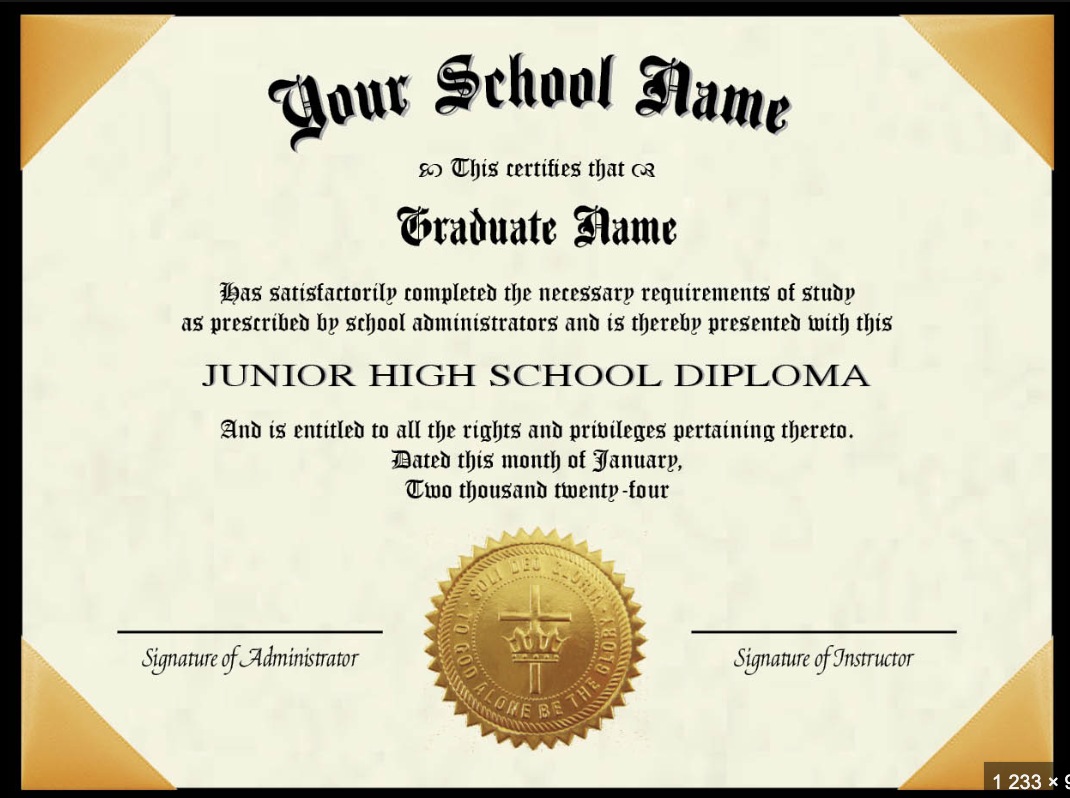 Your School Name
This certifies that
Graduate Name
Has satisfactorily completed the necessary requirements of study
as prescribed by school administrators and is thereby presented with this
JUNIOR HIGH SCHOOL DIPLOMA
And is entitled to all the rights and privileges pertaining thereto.
Dated this month of January,
Two thousand twenty-four
SOLI DEO GLORIA
TO GOD ALONE BE THE GLORY
Signature of Administrator
Signature of Instructor
1 233 ×